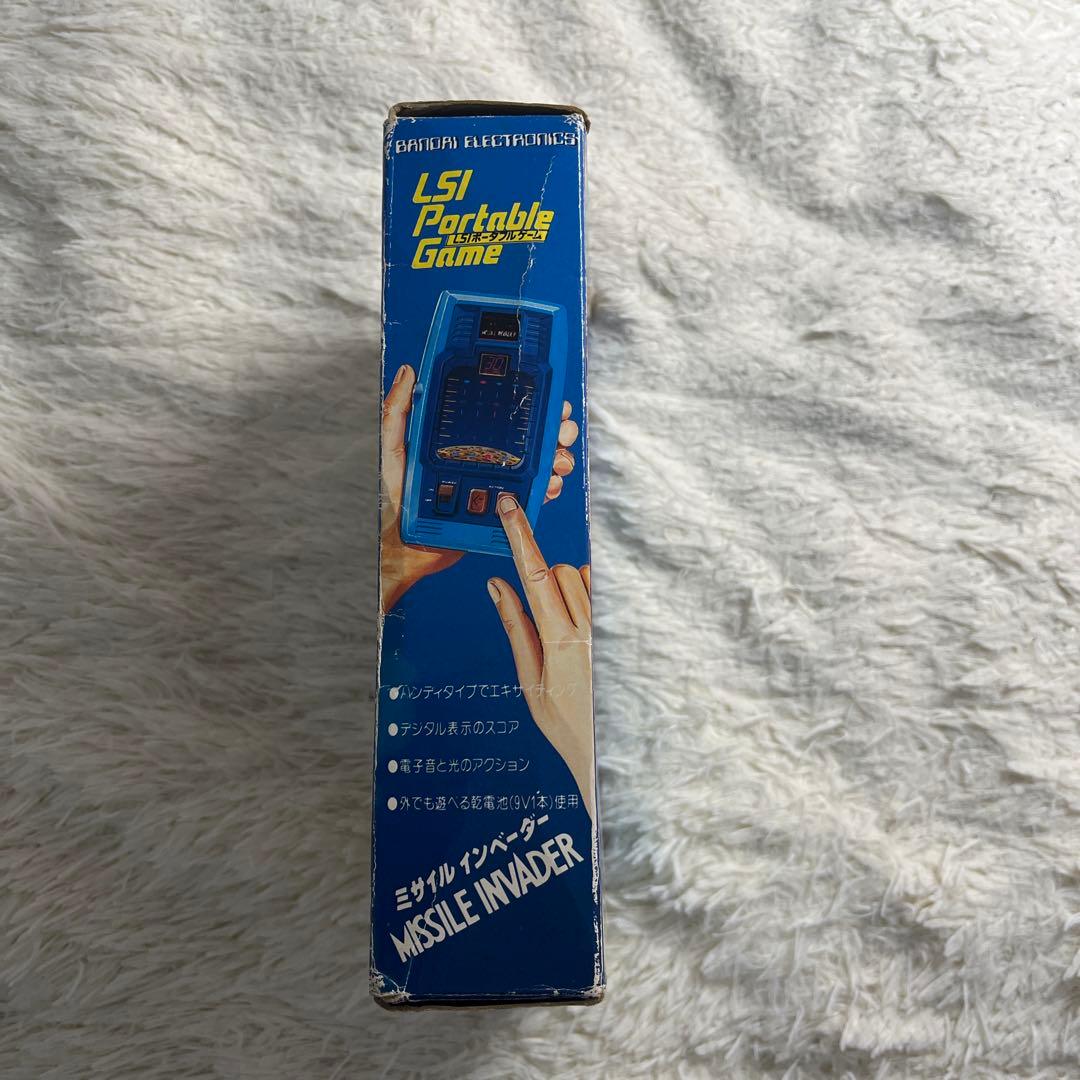 BANDAI ELECTRONICS
LSI
Portable
LSIポータブルゲーム
Game
30
●ハンディタイプでエキサイティング
●デジタル表示のスコア
●電子音と光のアクション
●外でも遊べる乾電池(9V1本)使用
ミサイル インベーダー
MISSILE INVADER